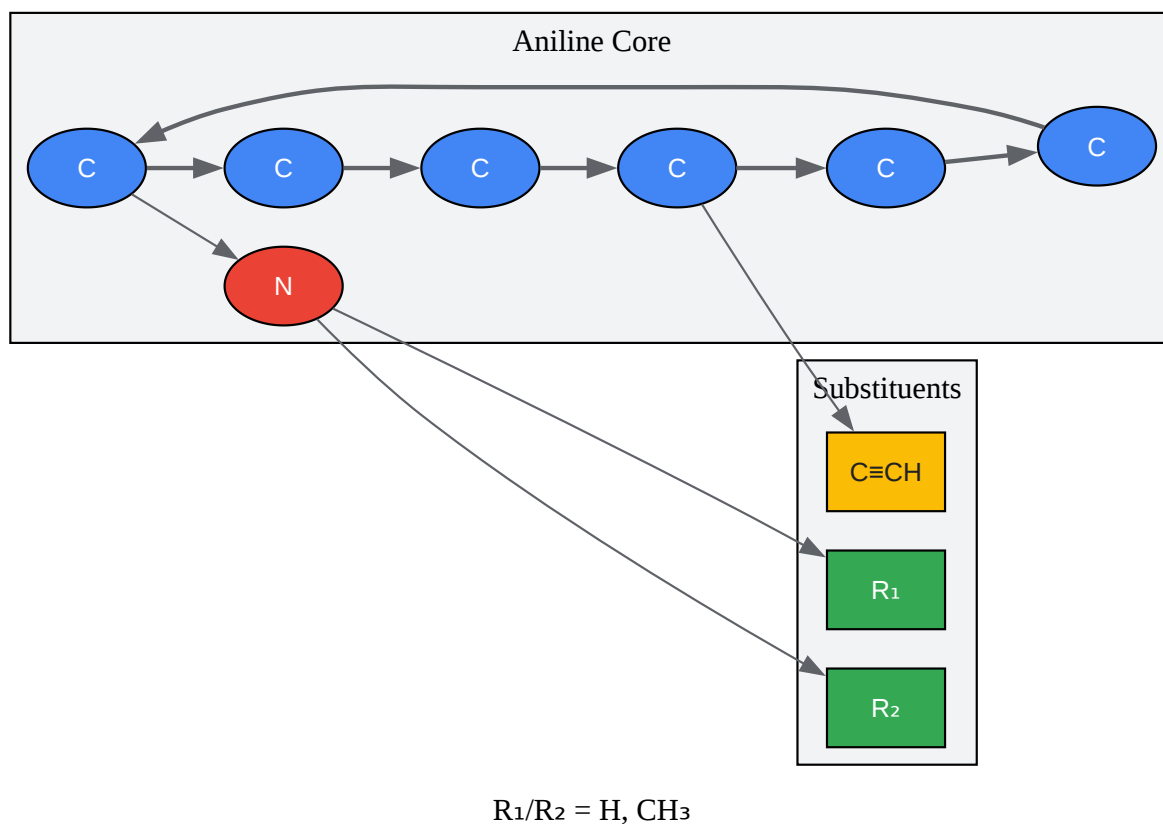 Aniline Core
C
C
C
C
C
C
N
Substituents
C≡CH
R₁
R₂
R₁/R₂ = H, CH₃